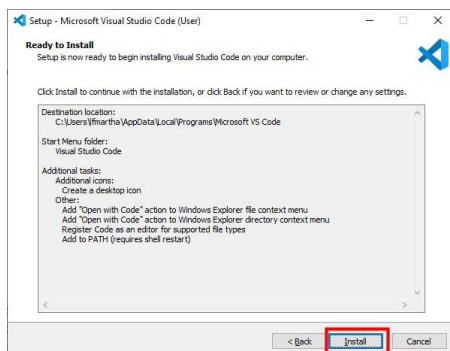 Setup - Microsoft Visual Studio Code (User)
Ready to Install
Setup is now ready to begin installing Visual Studio Code on your computer.
Click Install to continue with the installation, or click Back if you want to review or change any settings.
Destination location:
C:\Users\fmartha\AppData\Local\Programs\Microsoft VS Code
Start Menu folder:
Visual Studio Code
Additional tasks:
Additional icons:
Create a desktop icon
Other:
Add "Open with Code" action to Windows Explorer file context menu
Add "Open with Code" action to Windows Explorer directory context menu
Register Code as an editor for supported file types
Add to PATH (requires shell restart)
< Back Install Cancel